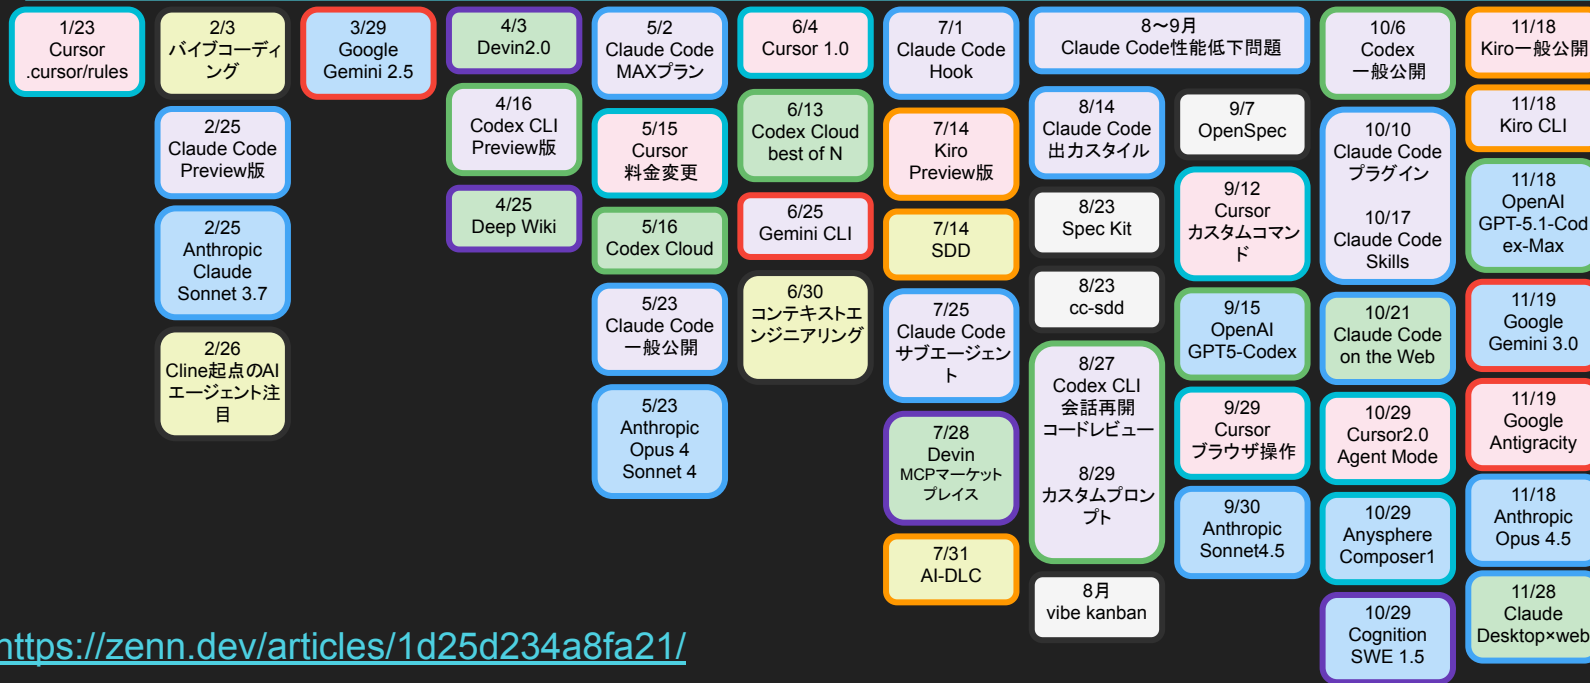 1/23
Cursor
.cursor/rules
2/3
バイブコーディ
ング
2/25
Claude Code
Preview版
2/25
Anthropic
Claude
Sonnet 3.7
2/26
Cline起点のAI
エージェント注
目
3/29
Google
Gemini 2.5
4/3
Devin2.0
4/16
Codex CLI
Preview版
4/25
Deep Wiki
5/2
Claude Code
MAXプラン
5/15
Cursor
料金変更
5/16
Codex Cloud
5/23
Claude Code
一般公開
5/23
Anthropic
Opus 4
Sonnet 4
6/4
Cursor 1.0
6/13
Codex Cloud
best of N
6/25
Gemini CLI
6/30
コンテキストエ
ンジニアリング
7/1
Claude Code
Hook
7/14
Kiro
Preview版
7/14
SDD
7/25
Claude Code
サブエージェン
ト
7/28
Devin
MCPマーケット
プレイス
7/31
AI-DLC
8〜9月
Claude Code性能低下問題
8/14
Claude Code
出力スタイル
8/23
Spec Kit
8/23
cc-sdd
8/27
Codex CLI
会話再開
コードレビュー
8/29
カスタムプロン
プト
8月
vibe kanban
9/7
OpenSpec
9/12
Cursor
カスタムコマン
ド
9/15
OpenAI
GPT5-Codex
9/29
Cursor
ブラウザ操作
9/30
Anthropic
Sonnet4.5
10/6
Codex
一般公開
10/10
Claude Code
プラグイン
10/17
Claude Code
Skills
10/21
Claude Code
on the Web
10/29
Cursor2.0
Agent Mode
10/29
Anysphere
Composer1
10/29
Cognition
SWE 1.5
11/18
Kiro一般公開
11/18
Kiro CLI
11/18
OpenAI
GPT-5.1-Cod
ex-Max
11/19
Google
Gemini 3.0
11/19
Google
Antigracity
11/18
Anthropic
Opus 4.5
11/28
Claude
Desktop×web
https://zenn.dev/articles/1d25d234a8fa21/